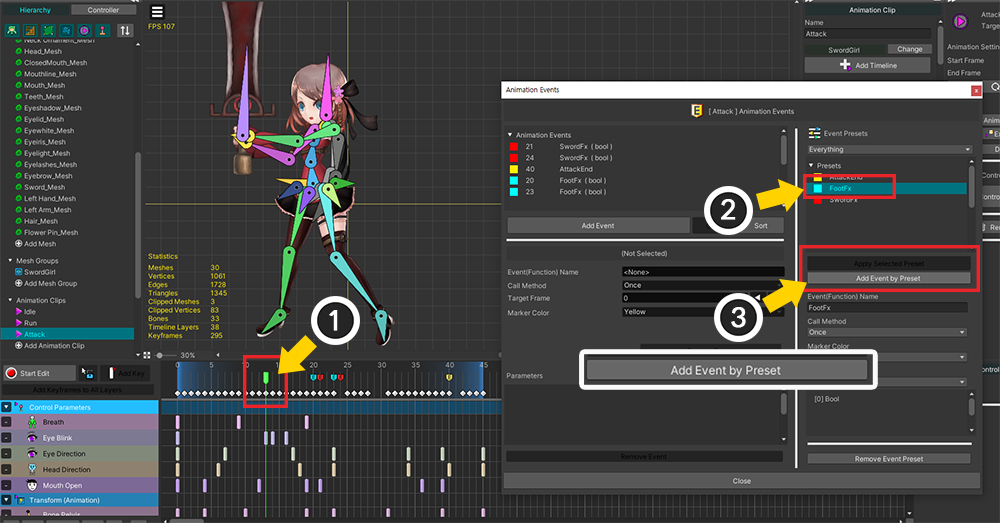 Hierarchy
Controller
FPS 107
Neck Ornament_Mesh
Head_Mesh
ClosedMouth_Mesh
Mouthline_Mesh
Mouth_Mesh
Teeth_Mesh
Eyeshadow_Mesh
Eyelid_Mesh
Eyewhite_Mesh
Eyeiris_Mesh
Eyelight_Mesh
Eyelashes_Mesh
Eyebrow_Mesh
Sword_Mesh
Left Hand_Mesh
Left Arm_Mesh
Hair_Mesh
Flower Pin_Mesh
Add Mesh
Mesh Groups
SwordGirl
Add Mesh Group
Animation Clips
Idle
Run
Attack
Add Animation Clip
Statistics
Meshes 30
Vertices 1061
Edges 1728
Triangles 1345
Clipped Meshes 3
Clipped Vertices 83
Bones 33
Timeline Layers 38
Keyframes 295
30%
Start Edit
Add Key
Add Keyframes to All Layers
0 5 10 15 20 25 30 35 40 45
Control Parameters
Breath
Eye Blink
Eye Direction
Head Direction
Mouth Open
Transform (Animation)
Bone Pelvis
1
Animation Clip
Name
Attack
SwordGirl
Change
Add Timeline
Attack
Targe
Animation Setting
Start Frame
End Frame
Animation Events
[ Attack ] Animation Events
Animation Events
21 SwordFx ( bool )
24 SwordFx ( bool )
40 AttackEnd
20 FootFx ( bool )
23 FootFx ( bool )
Add Event
Sort
(Not Selected)
Event(Function) Name <None>
Call Method Once
Target Frame 0
Marker Color Yellow
Parameters
Add Event by Preset
Remove Event
Close
Event Presets
Everything
Presets
AttackEnd
FootFx
SwordFx
2
Apply Selected Preset
Add Event by Preset
3
Event(Function) Name
FootFx
Call Method
Once
Marker Color
[0] Bool
Remove Event Preset